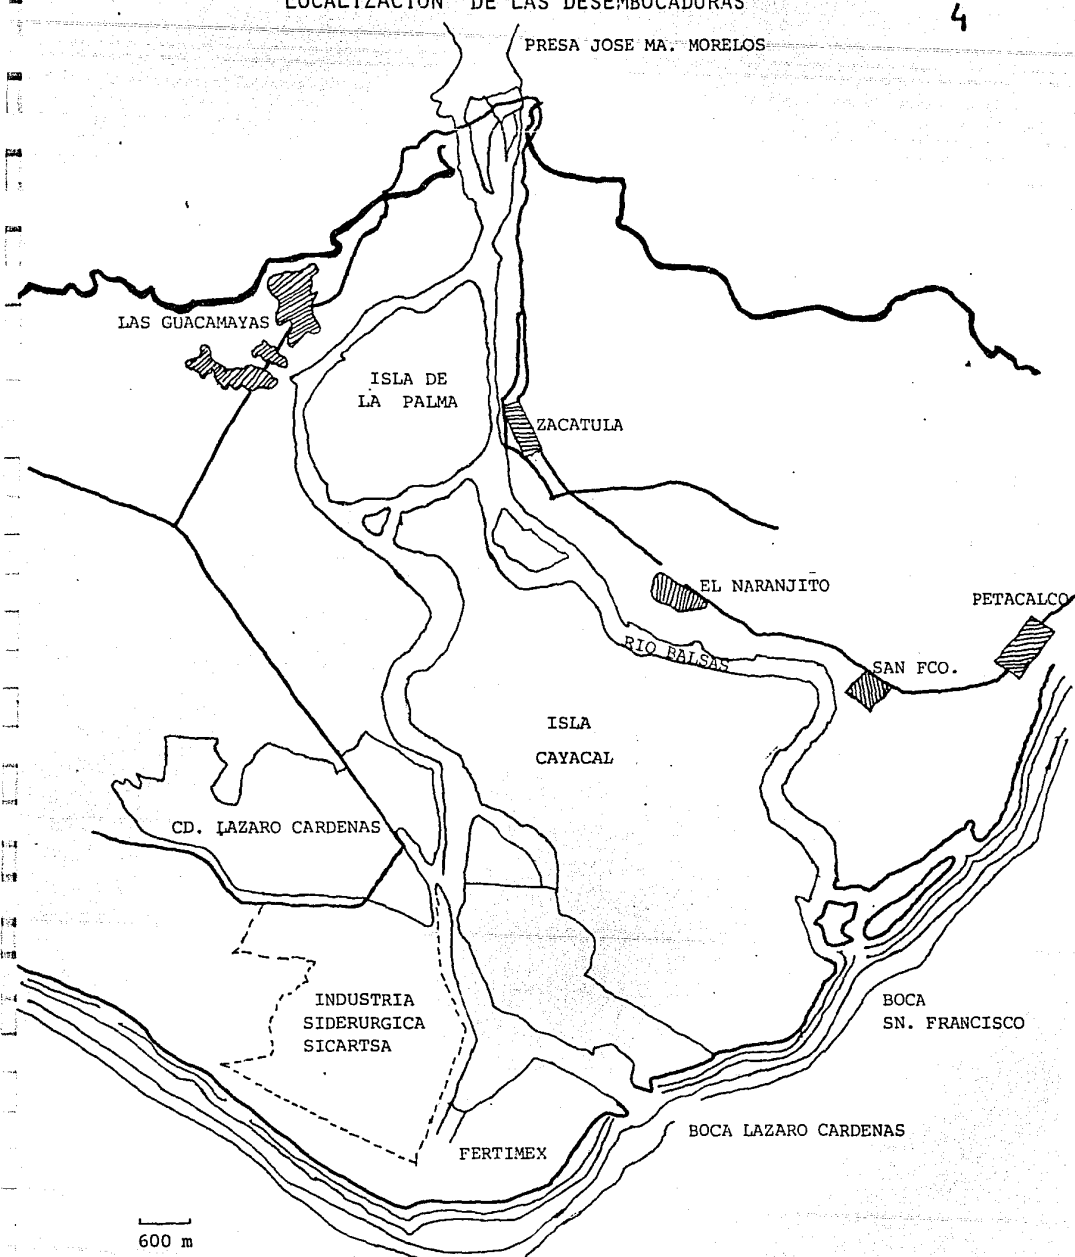 LOCALIZACION DE LAS DESEMBOCADURAS
4
PRESA JOSE MA. MORELOS
LAS GUACAMAYAS
ISLA DE
LA PALMA
ZACATULA
EL NARANJITO
PETACALCO
RIO BALSAS
SAN FCO.
ISLA
CAYACAL
CD. LAZARO CARDENAS
INDUSTRIA
SIDERURGICA
SICARTSA
BOCA
SN. FRANCISCO
BOCA LAZARO CARDENAS
FERTIMEX
600 m